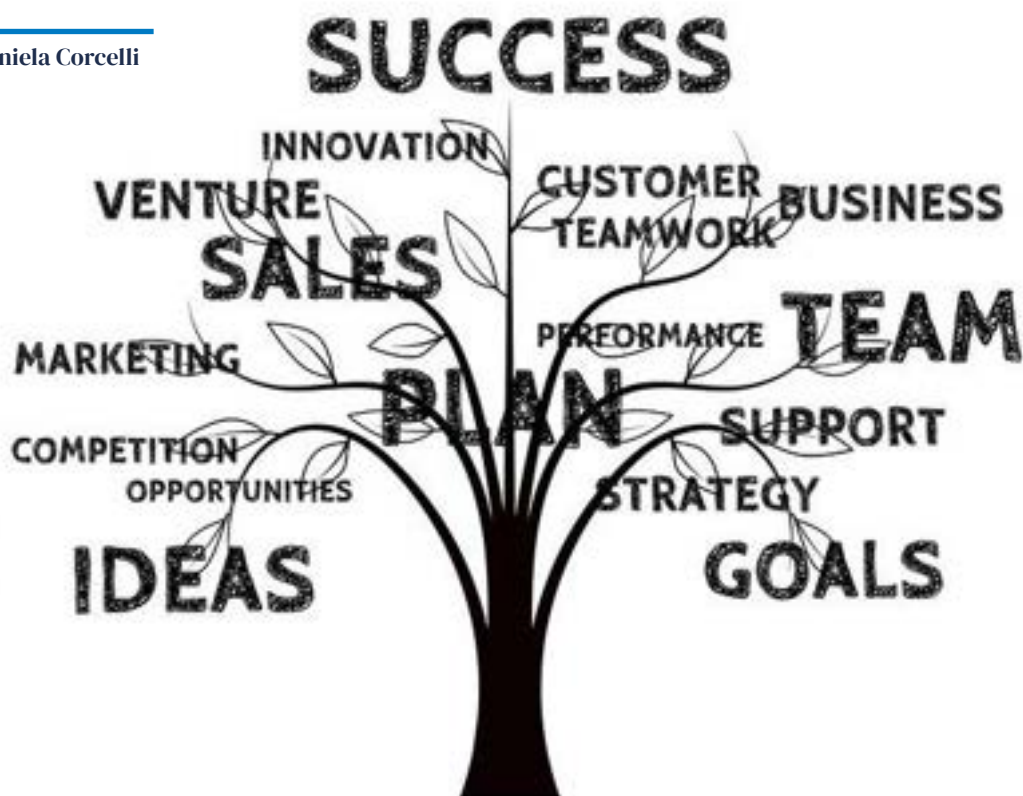 niela Corcelli
SUCCESS
INNOVATION
CUSTOMER
VENTURE
BUSINESS
TEAMWORK
SALES
TEAM
PERFORMANCE
MARKETING
PLAN
SUPPORT
COMPETITION
OPPORTUNITIES
STRATEGY
IDEAS
GOALS